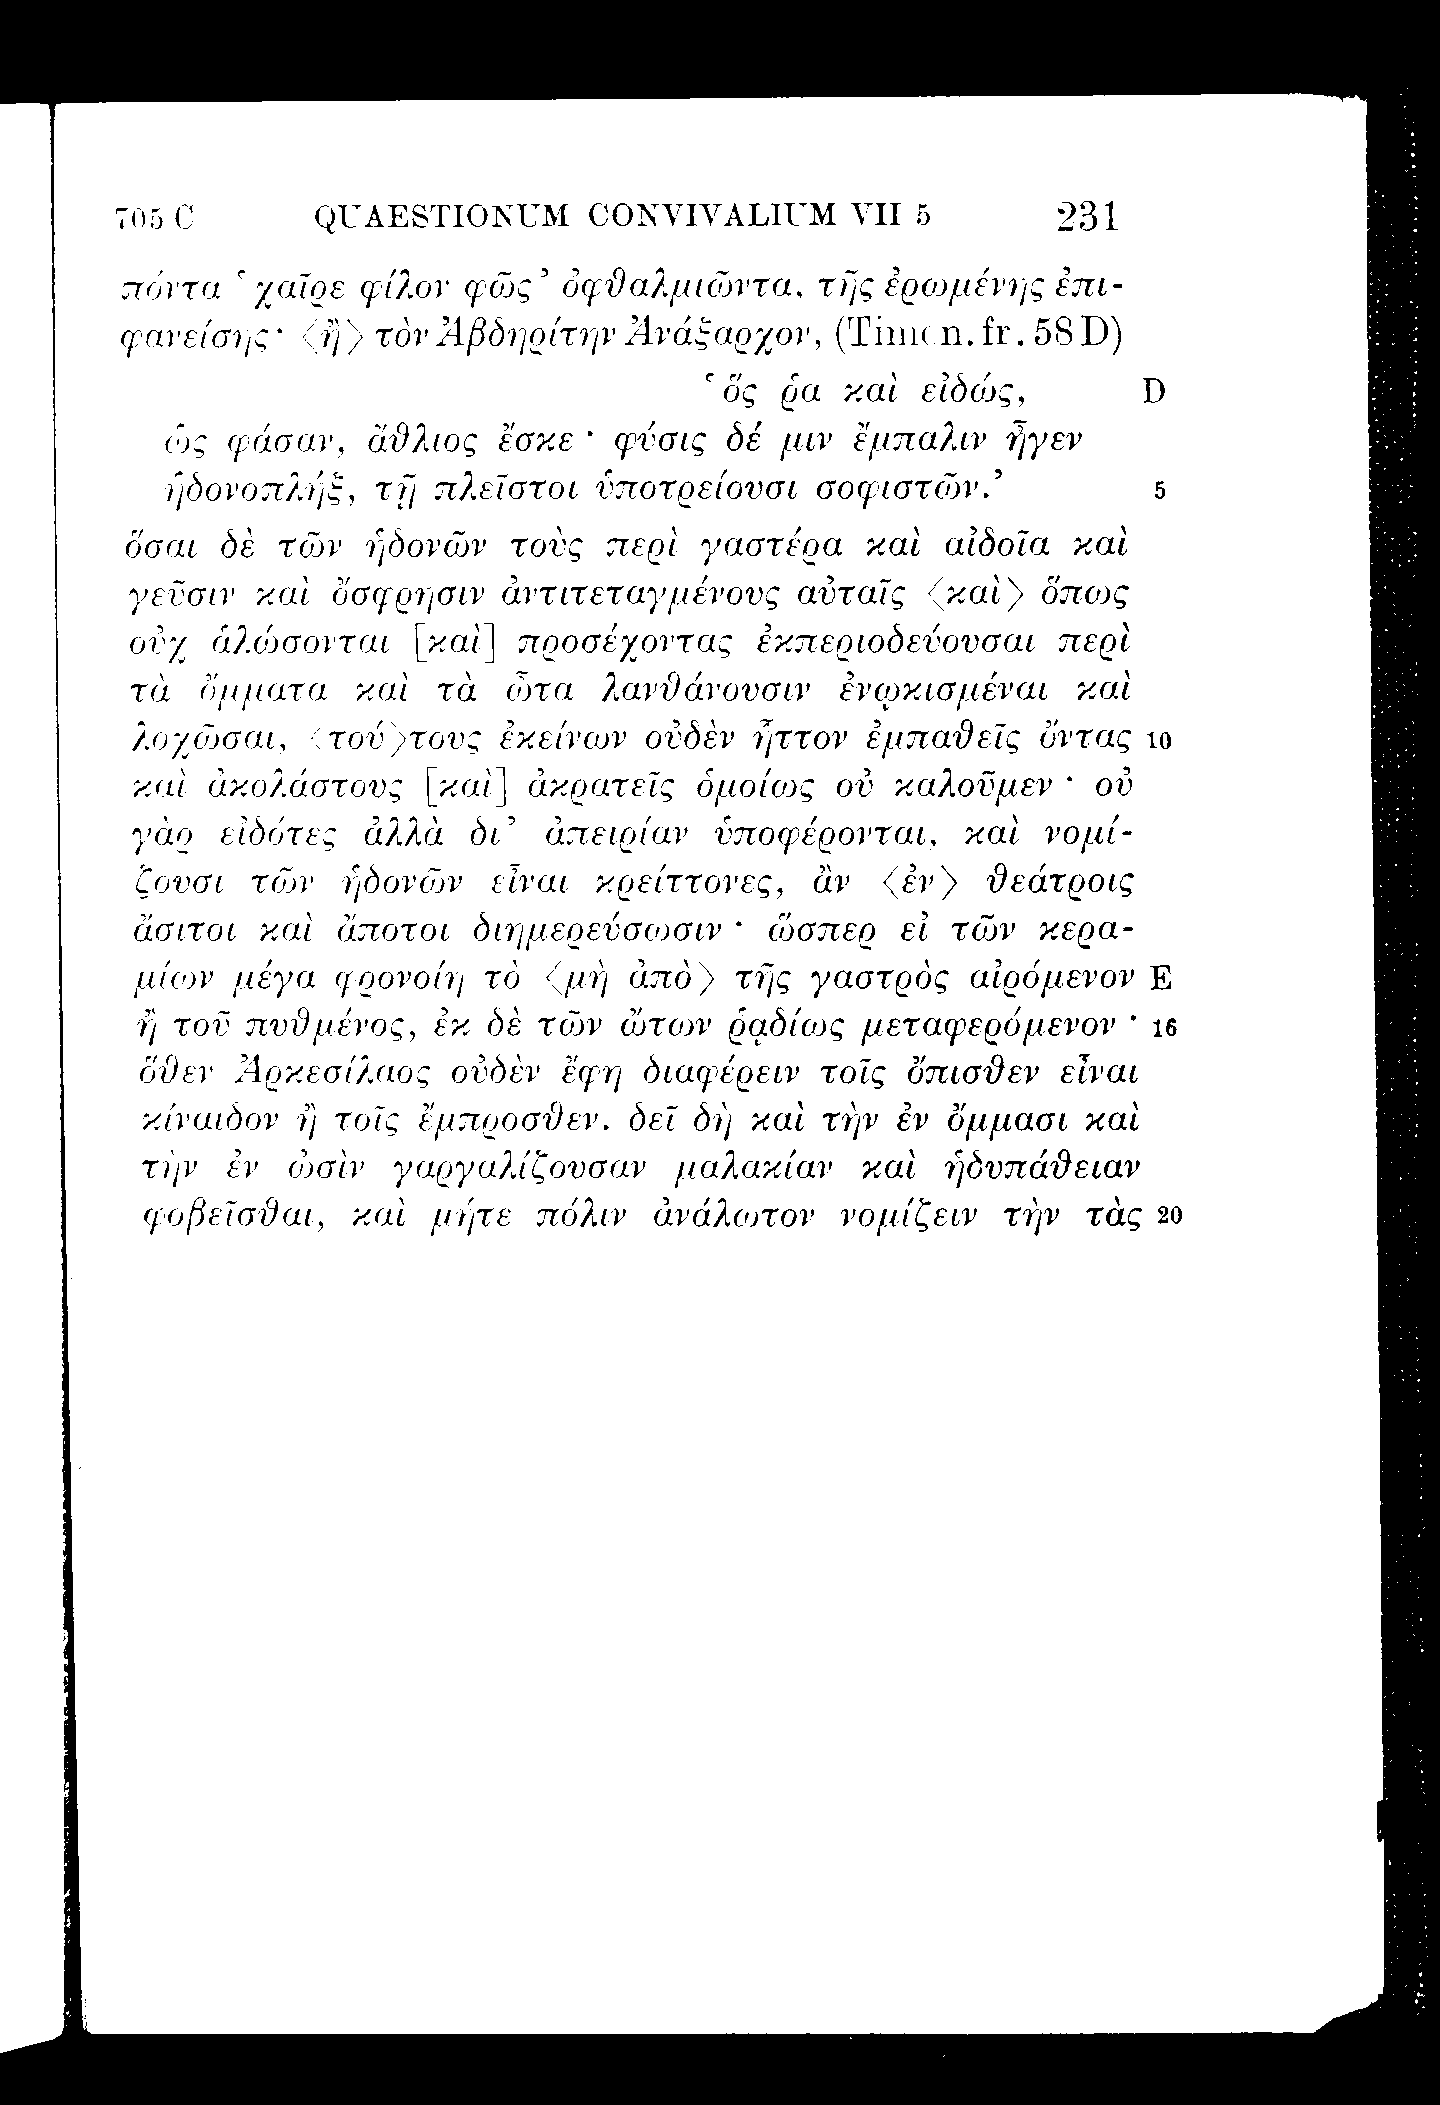 705 C QUAESTIONUM CONVIVALIUM VII 5 231
πόντα ‘χαῖρε φίλον φῶς’ ὀφθαλμιῶντα, τῆς ἐρωμένης ἐπι-
φανείσης· 〈ἢ〉 τὸν Ἀβδηρίτην Ἀνάξαρχον, (Timon. fr. 58 D)
‘ὅς ῥα καὶ εἰδώς, D
ὡς φάσαν, ἄθλιος ἔσκε· φύσις δέ μιν ἔμπαλιν ἦγεν
ἡδονοπλήξ, τῇ πλεῖστοι ὑποτρείουσι σοφιστῶν.’ 5
ὅσαι δὲ τῶν ἡδονῶν τοὺς περὶ γαστέρα καὶ αἰδοῖα καὶ
γεῦσιν καὶ ὄσφρησιν ἀντιτεταγμένους αὐταῖς 〈καὶ〉 ὅπως
οὐχ ἁλώσονται [καὶ] προσέχοντας ἐκπεριοδεύουσαι περὶ
τὰ ὄμματα καὶ τὰ ὦτα λανθάνουσιν ἐνῳκισμέναι καὶ
λοχῶσαι, 〈τού〉τους ἐκείνων οὐδὲν ἧττον ἐμπαθεῖς ὄντας 10
καὶ ἀκολάστους [καὶ] ἀκρατεῖς ὁμοίως οὐ καλοῦμεν· οὐ
γὰρ εἰδότες ἀλλὰ δι’ ἀπειρίαν ὑποφέρονται, καὶ νομί-
ζουσι τῶν ἡδονῶν εἶναι κρείττονες, ἂν 〈ἐν〉 θεάτροις
ἄσιτοι καὶ ἄποτοι διημερεύσωσιν· ὥσπερ εἰ τῶν κερα-
μίων μέγα φρονοίη τὸ 〈μὴ ἀπὸ〉 τῆς γαστρὸς αἰρόμενον E
ἢ τοῦ πυθμένος, ἐκ δὲ τῶν ὤτων ῥᾳδίως μεταφερόμενον· 16
ὅθεν Ἀρκεσίλαος οὐδὲν ἔφη διαφέρειν τοῖς ὄπισθεν εἶναι
κίναιδον ἢ τοῖς ἔμπροσθεν. δεῖ δὴ καὶ τὴν ἐν ὄμμασι καὶ
τὴν ἐν ὠσὶν γαργαλίζουσαν μαλακίαν καὶ ἡδυπάθειαν
φοβεῖσθαι, καὶ μήτε πόλιν ἀνάλωτον νομίζειν τὴν τὰς 20